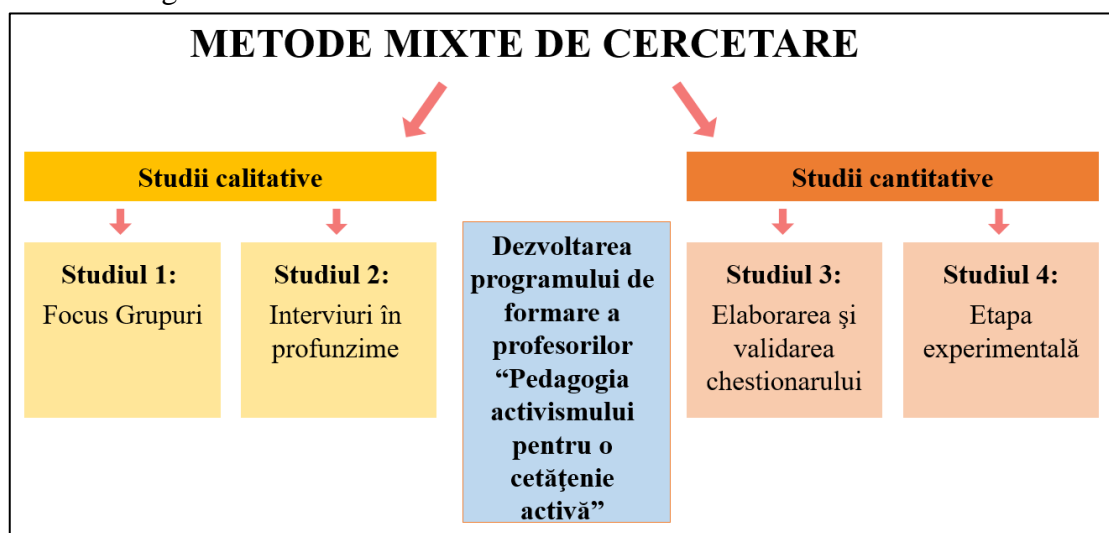 METODE MIXTE DE CERCETARE
Studii calitative
Studii cantitative
Studiul 1:
Focus Grupuri
Studiul 2:
Interviuri în
profunzime
Dezvoltarea
programului de
formare a
profesorilor
“Pedagogia
activismului
pentru o
cetăţenie
activă”
Studiul 3:
Elaborarea şi
validarea
chestionarului
Studiul 4:
Etapa
experimentală